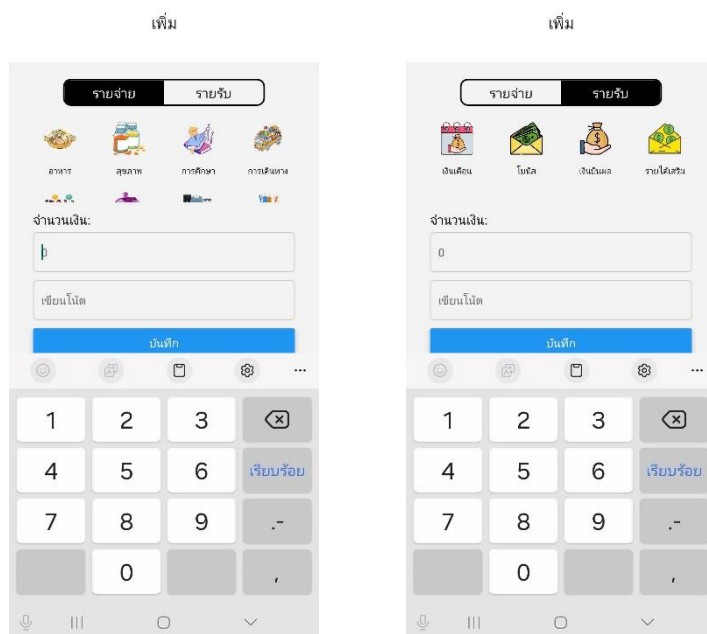 เพิ่ม
รายจ่าย รายรับ
อาหาร สุขภาพ การศึกษา การเดินทาง
จำนวนเงิน:
0
เขียนโน้ต
บันทึก
1 2 3
4 5 6 เรียบร้อย
7 8 9 .-
0 ,
เพิ่ม
รายจ่าย รายรับ
เงินเดือน โบนัส เงินปันผล รายได้เสริม
จำนวนเงิน:
0
เขียนโน้ต
บันทึก
1 2 3
4 5 6 เรียบร้อย
7 8 9 .-
0 ,